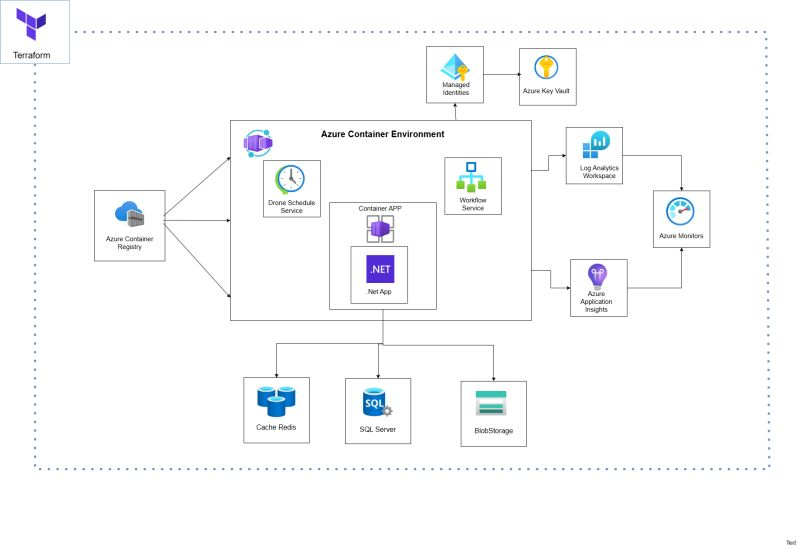 Terraform
Managed
Identities
Azure Key Vault
Azure Container Environment
Log Analytics
Workspace
Drone Schedule
Service
Workflow
Service
Container APP
Azure Container
Registry
Azure Monitors
.NET
Net App
Azure
Application
Insights
SQL
Cache Redis
SQL Server
BlobStorage
Text